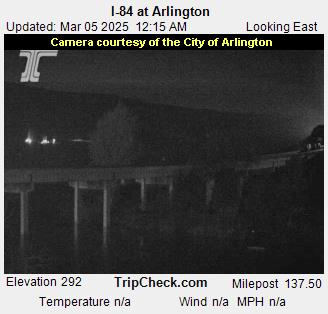 I-84 at Arlington
Updated: Mar 05 2025 12:15 AM Looking East
Camera courtesy of the City of Arlington
Elevation 292 TripCheck.com Milepost 137.50
Temperature n/a Wind n/a MPH n/a